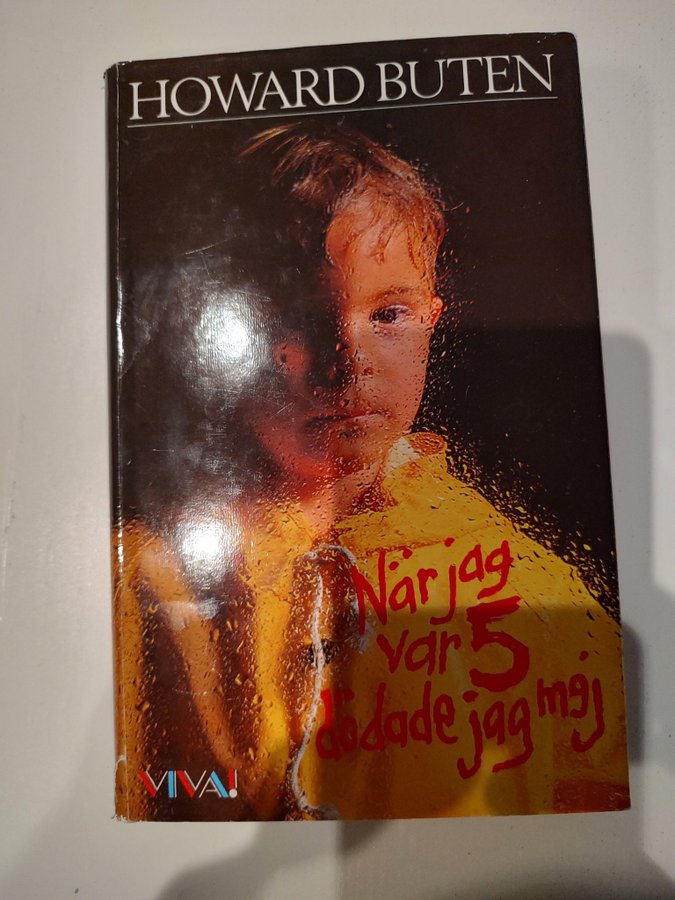 HOWARD BUTEN
När jag
var 5
dödade jag mej
VIVA!